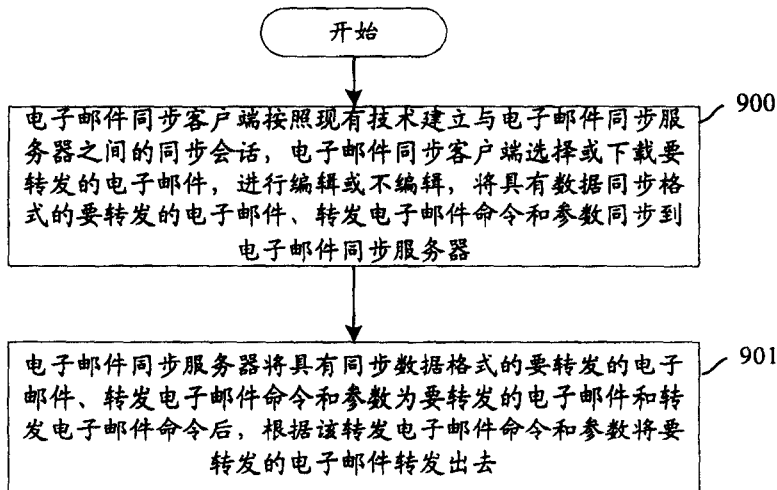 开始
900
电子邮件同步客户端按照现有技术建立与电子邮件同步服
务器之间的同步会话，电子邮件同步客户端选择或下载要
转发的电子邮件，进行编辑或不编辑，将具有数据同步格
式的要转发的电子邮件、转发电子邮件命令和参数同步到
电子邮件同步服务器
901
电子邮件同步服务器将具有同步数据格式的要转发的电子
邮件、转发电子邮件命令和参数为要转发的电子邮件和转
发电子邮件命令后，根据该转发电子邮件命令和参数将要
转发的电子邮件转发出去